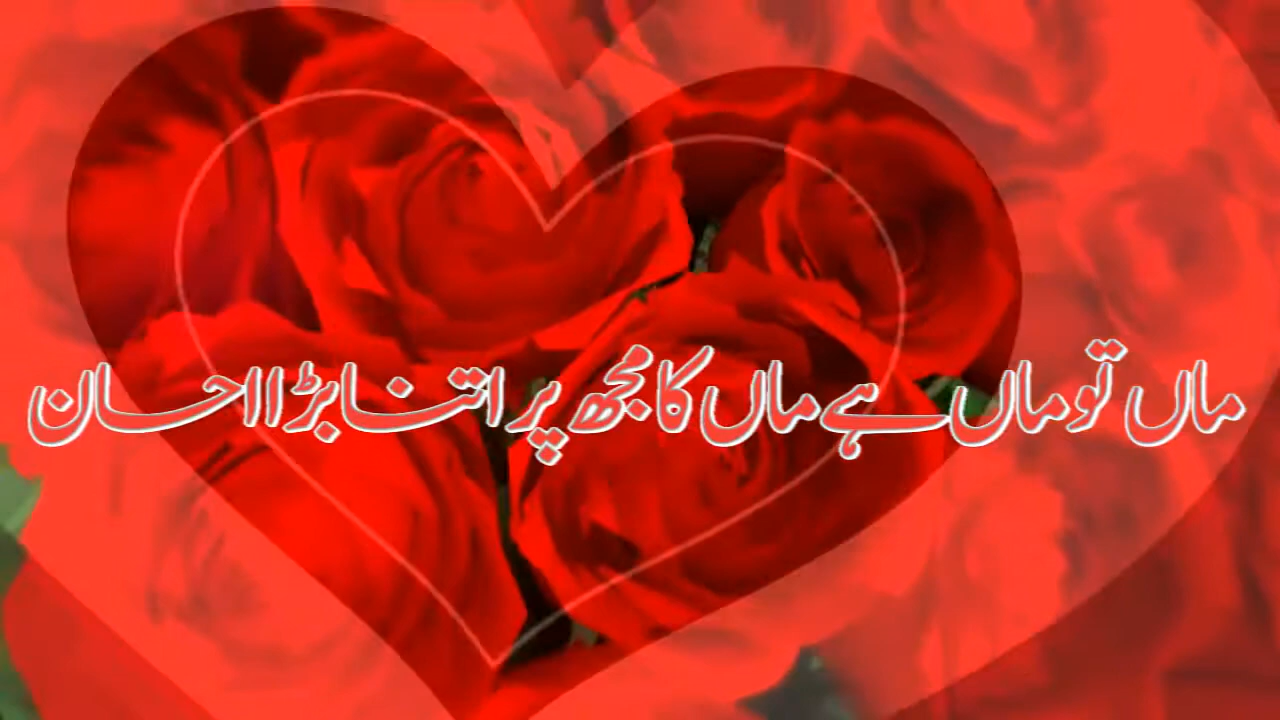 ماں تو ماں ہے ماں کا مجھ پر اتنا بڑا احسان